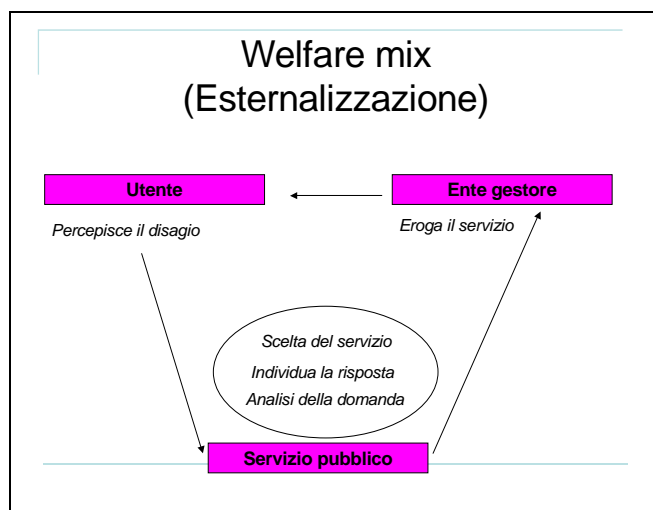 Welfare mix
(Esternalizzazione)
Utente
Ente gestore
Percepisce il disagio
Eroga il servizio
Scelta del servizio
Individua la risposta
Analisi della domanda
Servizio pubblico